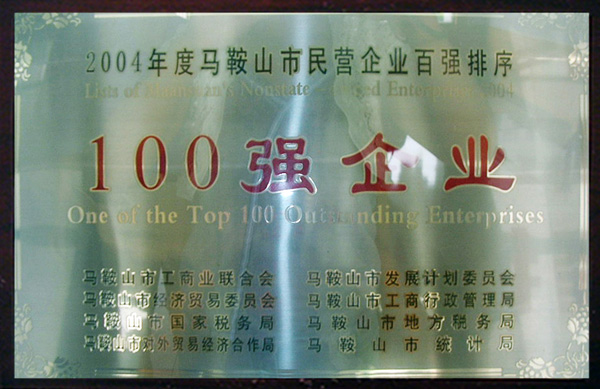 2004年度马鞍山市民营企业百强排序
Lists of Maanshan's Nonstate Enterprise 2004
100强企业
One of the Top 100 Outstanding Enterprises
马鞍山市工商业联合会 马鞍山市发展计划委员会
马鞍山市经济贸易委员会 马鞍山市工商行政管理局
马鞍山市国家税务局 马鞍山市地方税务局
马鞍山市对外贸易经济合作局 马鞍山市统计局